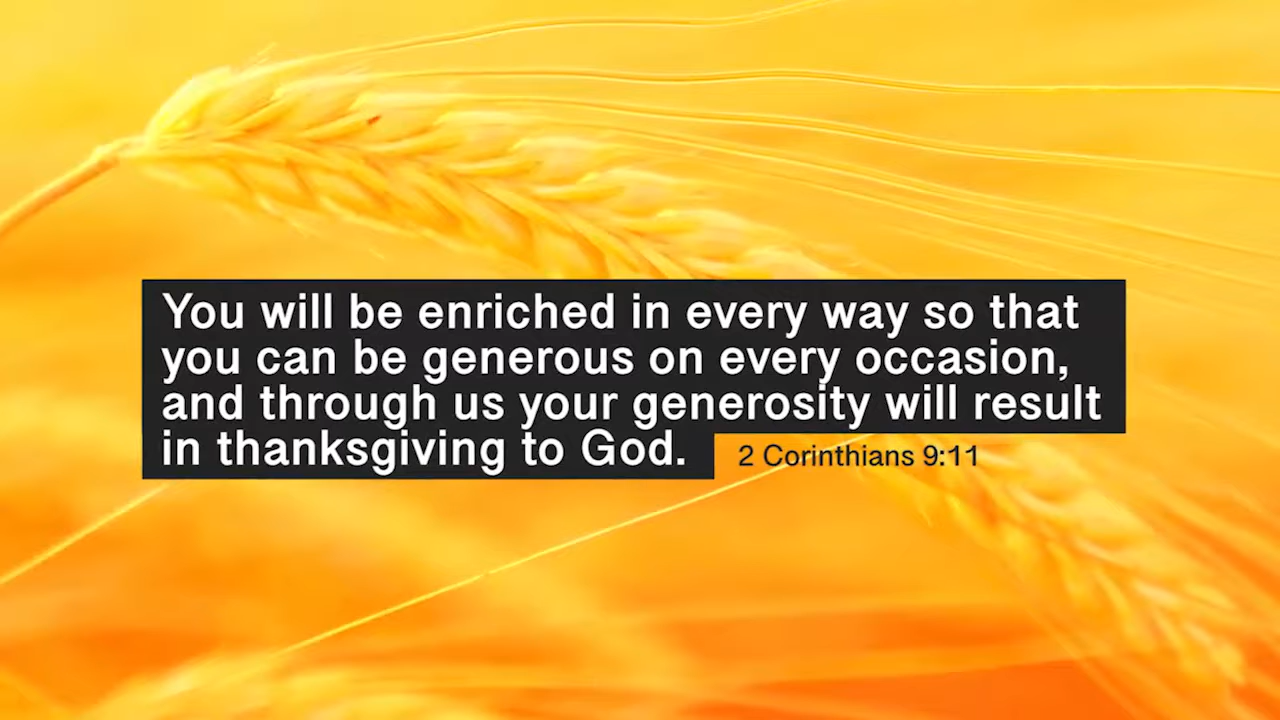 You will be enriched in every way so that
you can be generous on every occasion,
and through us your generosity will result
in thanksgiving to God. 2 Corinthians 9:11